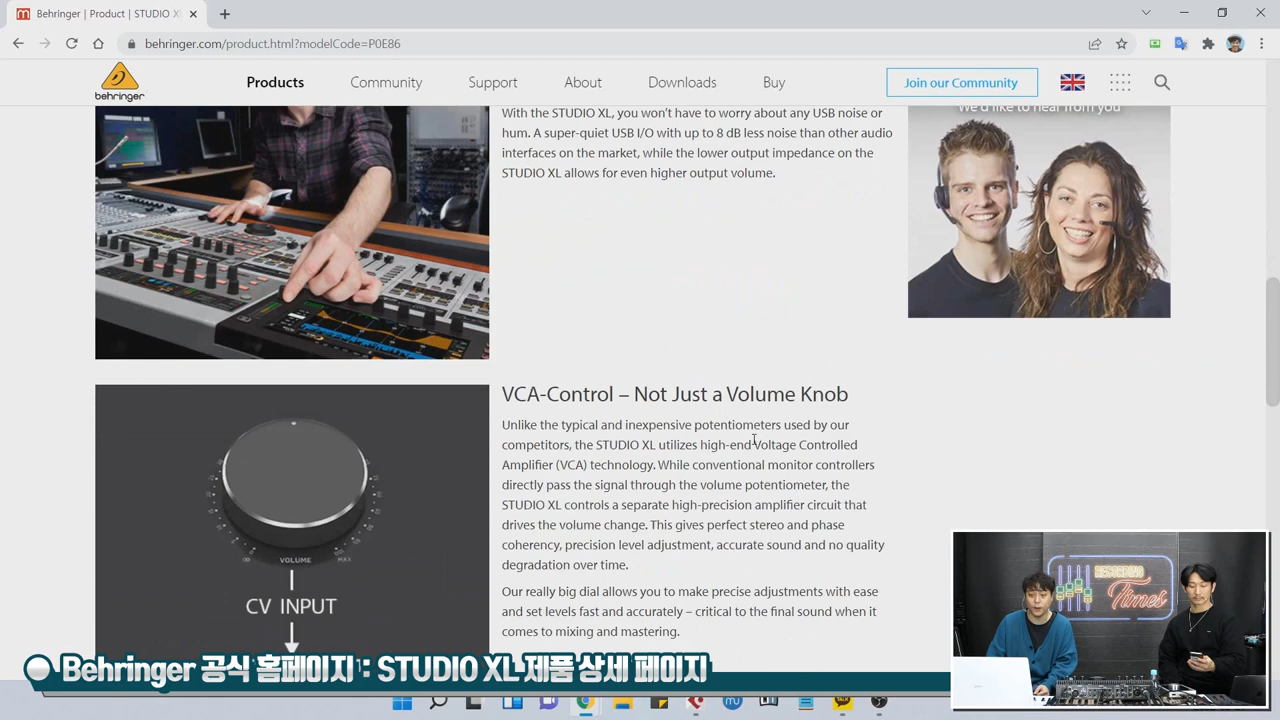 Behringer | Product | STUDIO X
behringer.com/product.html?modelCode=P0E86
behringer
Products
Community
Support
About
Downloads
Buy
Join our Community
With the STUDIO XL, you won't have to worry about any USB noise or
hum. A super-quiet USB I/O with up to 8 dB less noise than other audio
interfaces on the market, while the lower output impedance on the
STUDIO XL allows for even higher output volume.
We'd like to hear from you
VCA-Control – Not Just a Volume Knob
Unlike the typical and inexpensive potentiometers used by our
competitors, the STUDIO XL utilizes high-end Voltage Controlled
Amplifier (VCA) technology. While conventional monitor controllers
directly pass the signal through the volume potentiometer, the
STUDIO XL controls a separate high-precision amplifier circuit that
drives the volume change. This gives perfect stereo and phase
coherency, precision level adjustment, accurate sound and no quality
degradation over time.
Our really big dial allows you to make precise adjustments with ease
and set levels fast and accurately – critical to the final sound when it
comes to mixing and mastering.
VOLUME
MAX
CV INPUT
RECORDING
Times
Behringer 공식 홈페이지 : STUDIO XL 제품 상세 페이지